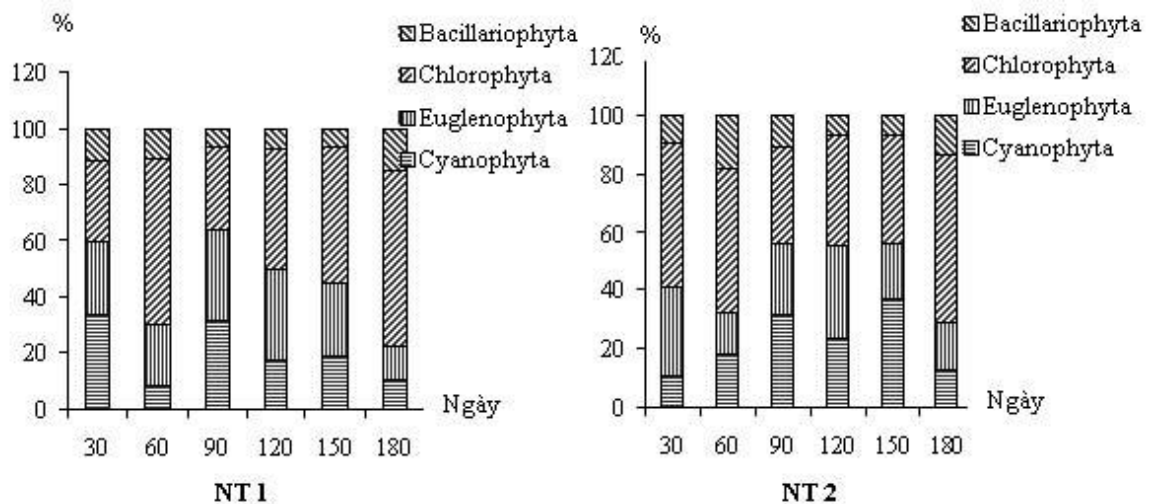 %
Bacillariophyta
Chlorophyta
Euglenophyta
Cyanophyta
120
100
80
60
40
20
0
30 60 90 120 150 180
Ngày
NT 1
%
Bacillariophyta
Chlorophyta
Euglenophyta
Cyanophyta
120
100
80
60
40
20
0
30 60 90 120 150 180
Ngày
NT 2